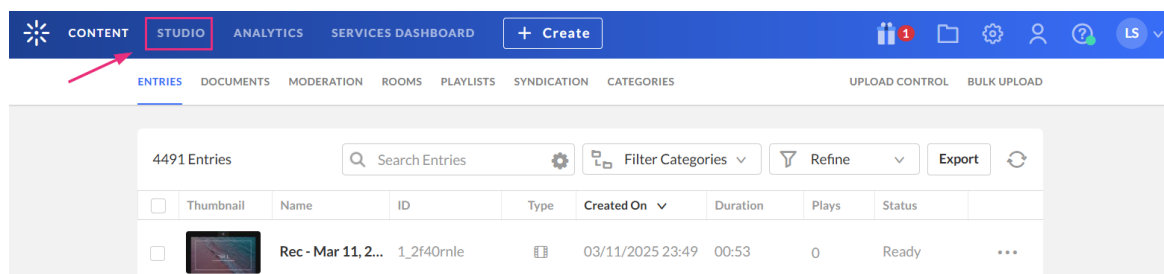 CONTENT STUDIO ANALYTICS SERVICES DASHBOARD + Create 1 ? LS
ENTRIES DOCUMENTS MODERATION ROOMS PLAYLISTS SYNDICATION CATEGORIES UPLOAD CONTROL BULK UPLOAD
4491 Entries Search Entries Filter Categories Refine Export
Thumbnail Name ID Type Created On Duration Plays Status
Rec - Mar 11, 2... 1_2f40rnle 03/11/2025 23:49 00:53 0 Ready